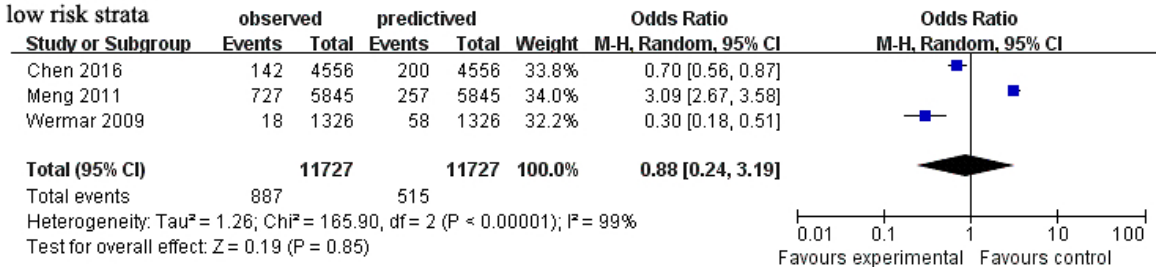 low risk strata observed predictived Odds Ratio Odds Ratio
Study or Subgroup Events Total Events Total Weight M-H, Random, 95% CI M-H, Random, 95% CI
Chen 2016 142 4556 200 4556 33.8% 0.70 [0.56, 0.87]
Meng 2011 727 5845 257 5845 34.0% 3.09 [2.67, 3.58]
Wermar 2009 18 1326 58 1326 32.2% 0.30 [0.18, 0.51]
Total (95% CI) 11727 11727 100.0% 0.88 [0.24, 3.19]
Total events 887 515
Heterogeneity: Tau² = 1.26; Chi² = 165.90, df = 2 (P < 0.00001); I² = 99%
Test for overall effect: Z = 0.19 (P = 0.85)
0.01 0.1 1 10 100
Favours experimental Favours control